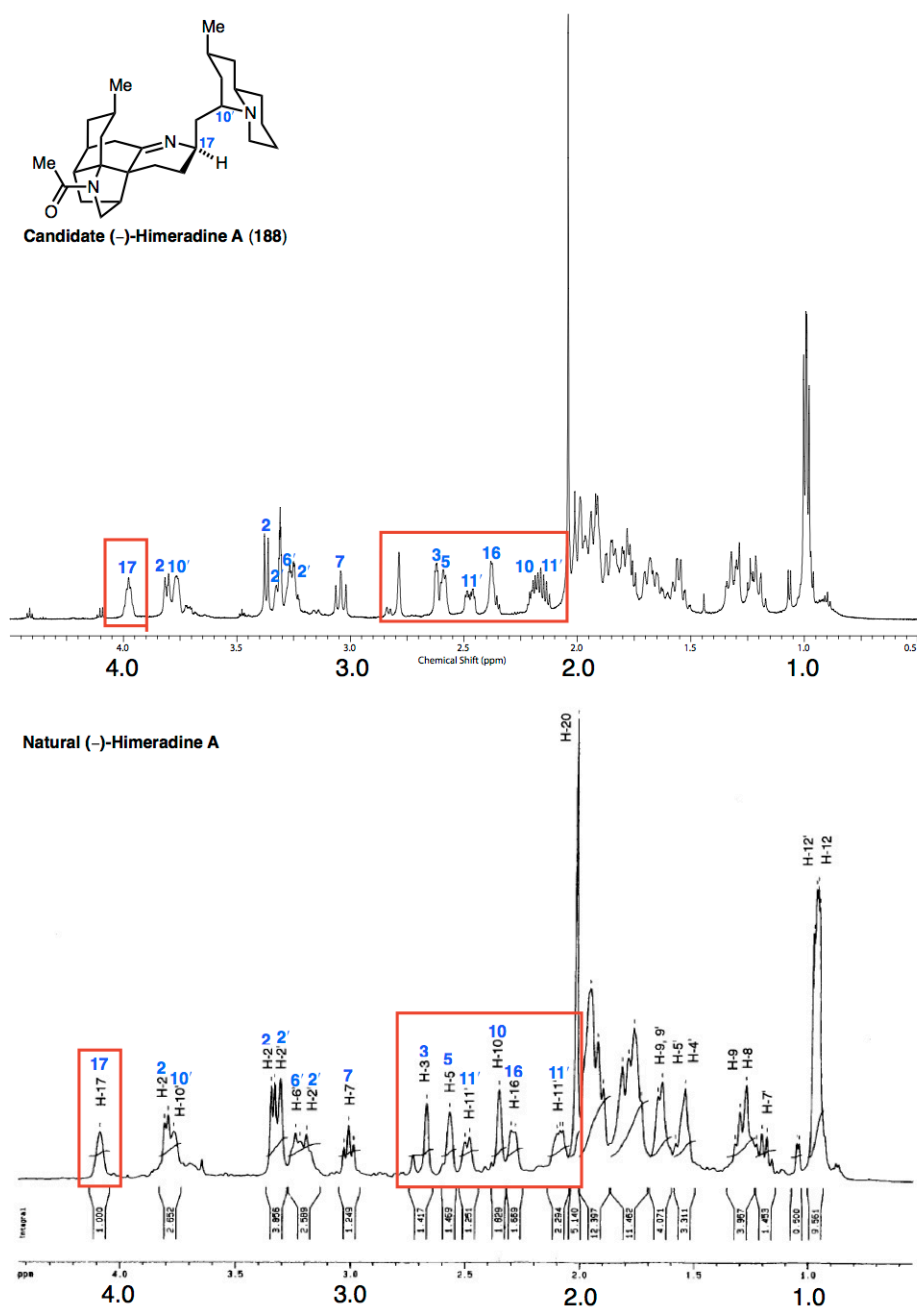 Me
Me
N
10'
N
17
H
Me
N
O
Candidate (–)-Himeradine A (188)
17
2
10'
2
2'
6'
2'
7
3
5
11'
16
10
11'
4.0
3.5
3.0
2.5
2.0
1.5
1.0
0.5
Chemical Shift (ppm)
4.0
3.0
2.0
1.0
Natural (–)-Himeradine A
H-20
H-12'
H-12
17
H-17
2
H-2
10'
H-10'
2
H-2
2'
H-2'
6'
H-6'
2'
H-2'
7
H-7
3
H-3
5
H-5
11'
H-11'
10
H-10
16
H-16
11'
H-11'
H-9, 9'
H-5'
H-4'
H-9
H-8
H-7'
Integral
1.000
2.652
3.856
2.589
1.249
1.417
1.469
1.251
1.829
1.689
2.294
5.140
12.397
11.462
4.071
3.311
3.967
1.453
0.500
9.561
ppm
4.0
3.5
3.0
2.5
2.0
1.5
1.0
4.0
3.0
2.0
1.0